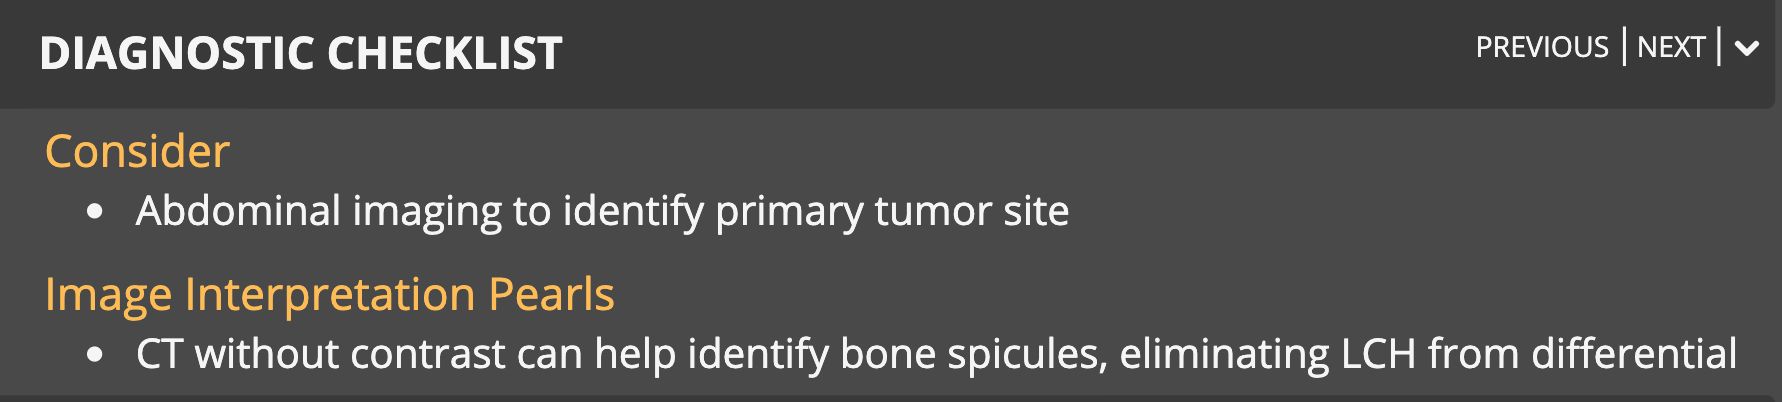 DIAGNOSTIC CHECKLIST
PREVIOUS | NEXT |
Consider
• Abdominal imaging to identify primary tumor site
Image Interpretation Pearls
• CT without contrast can help identify bone spicules, eliminating LCH from differential